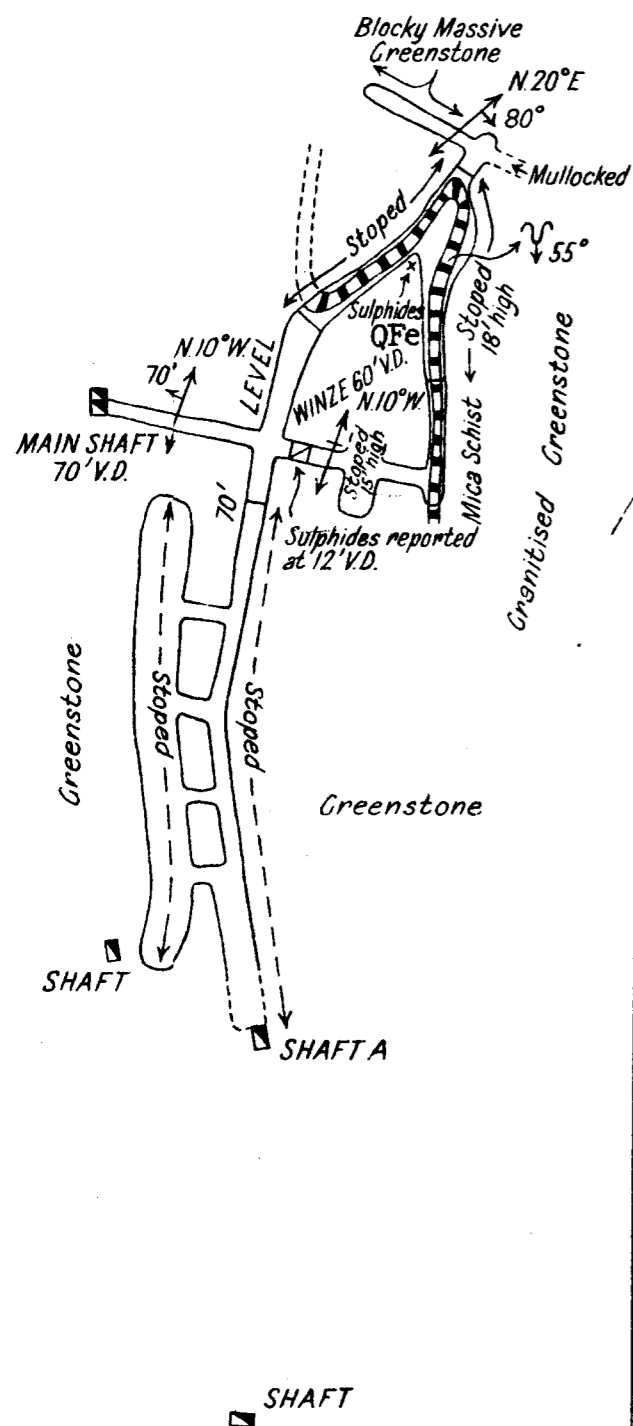 Blocky Massive
Greenstone
N.20°E
80°
Mullocked
Stoped
55°
Sulphides
QFe
Stoped
18' high
N.10°W.
70'
LEVEL
WINZE 60' V.D.
N.10°W.
MAIN SHAFT
70' V.D.
Stoped
15' high
Mica Schist
Granitised Greenstone
70'
Sulphides reported
at 12' V.D.
Greenstone
Stoped
Stoped
Greenstone
SHAFT
SHAFT A
SHAFT